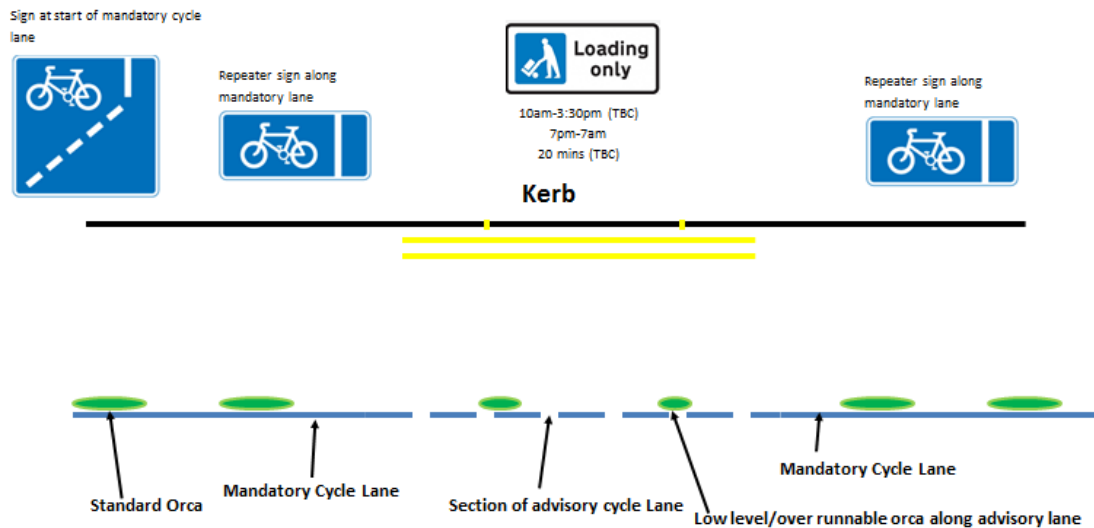 Sign at start of mandatory cycle
lane
Repeater sign along
mandatory lane
Loading
only
10am-3:30pm (TBC)
7pm-7am
20 mins (TBC)
Repeater sign along
mandatory lane
Kerb
Standard Orca
Mandatory Cycle Lane
Section of advisory cycle Lane
Mandatory Cycle Lane
Low level/over runnable orca along advisory lane